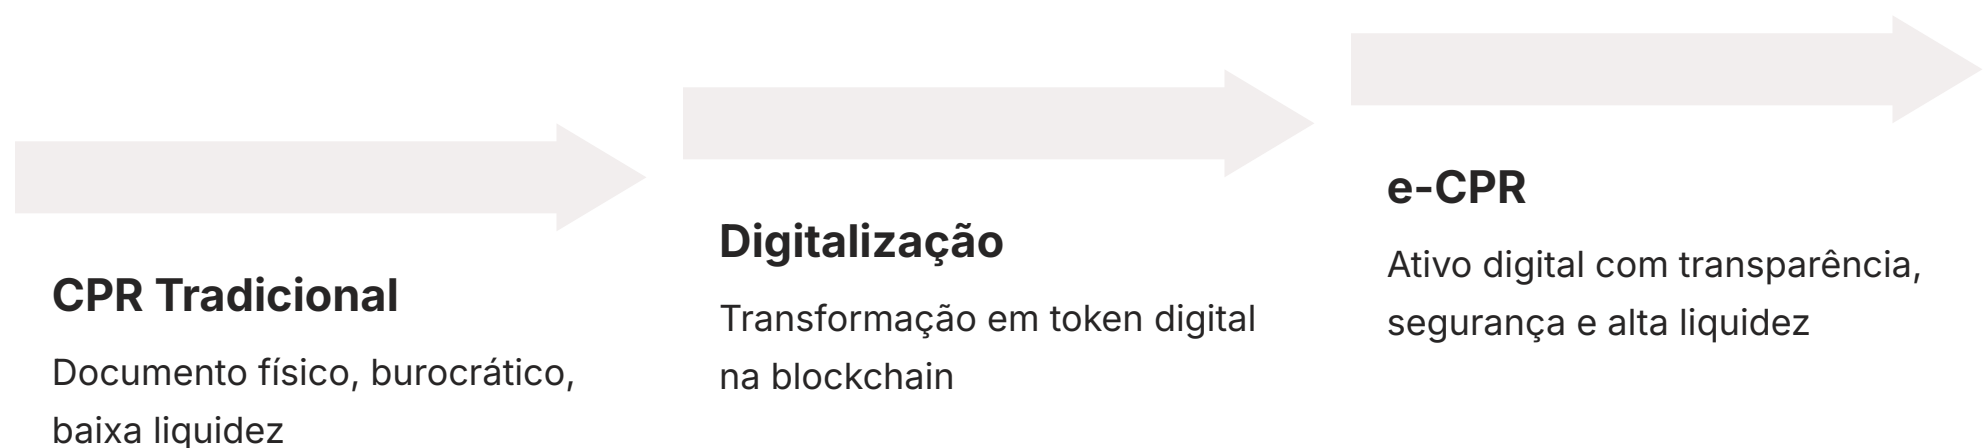 CPR Tradicional
Documento físico, burocrático,
baixa liquidez
Digitalização
Transformação em token digital
na blockchain
e-CPR
Ativo digital com transparência,
segurança e alta liquidez